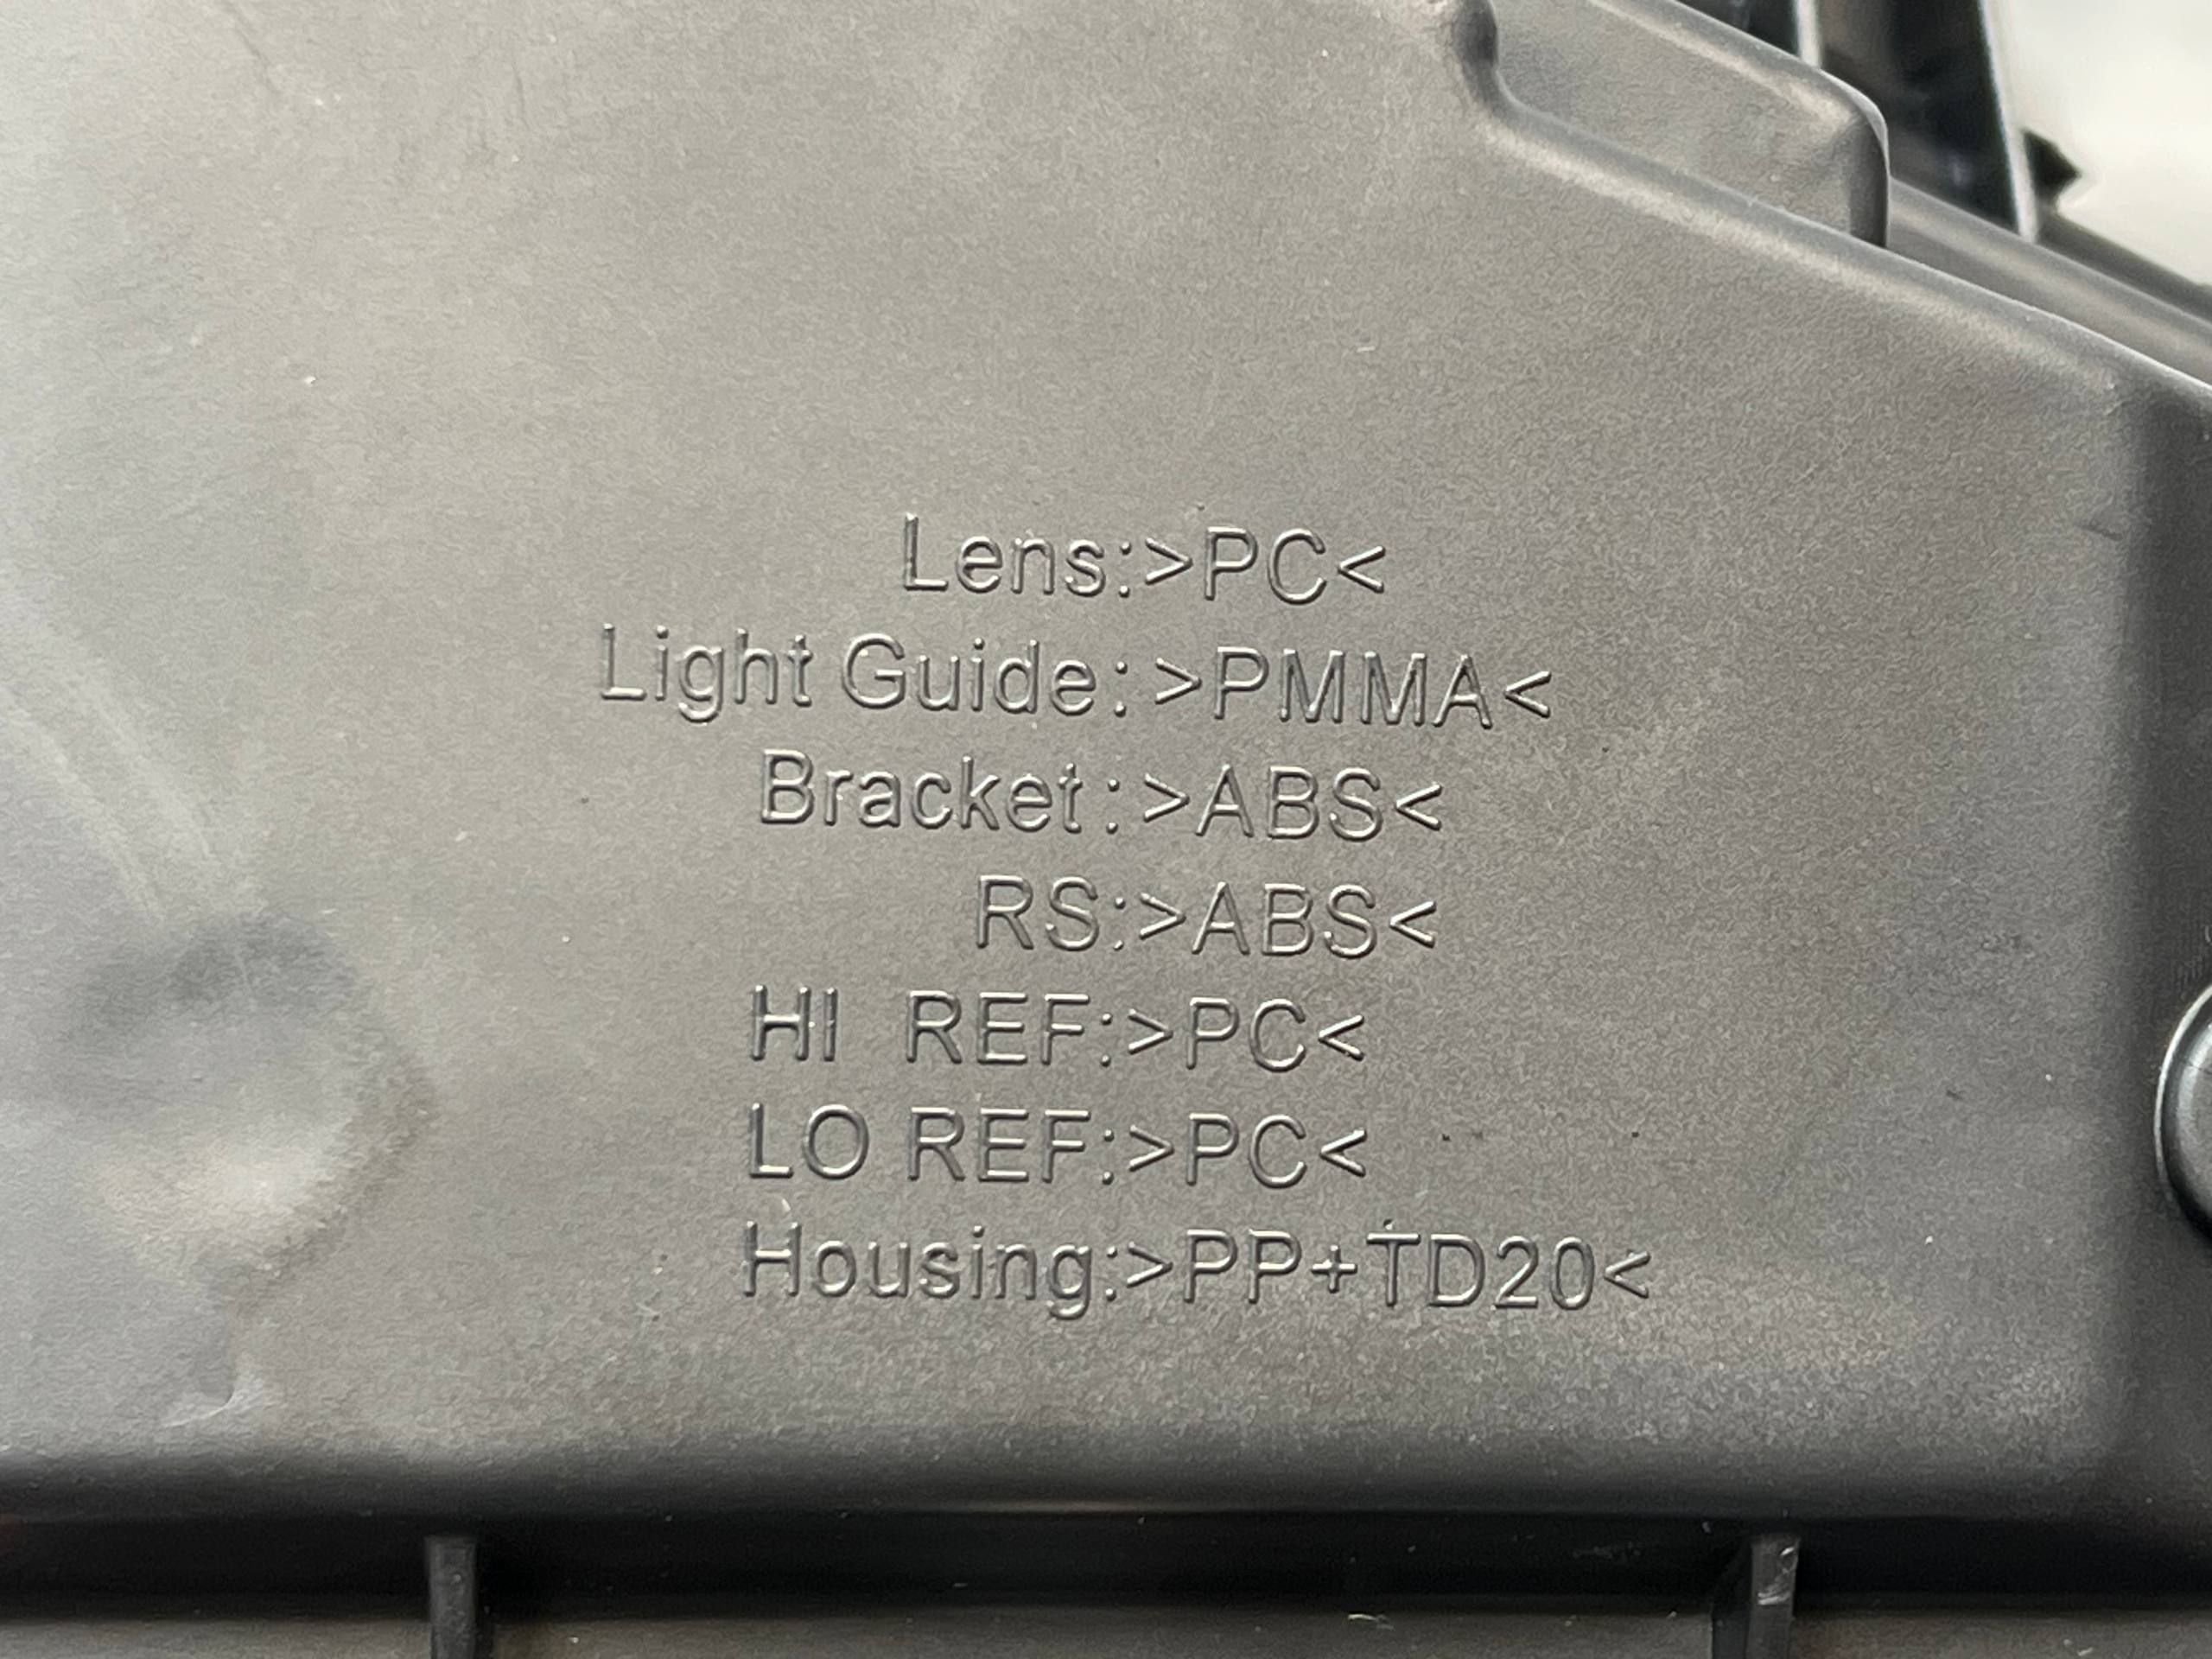 Lens:>PC<
Light Guide:>PMMA<
Bracket:>ABS<
RS:>ABS<
HI REF:>PC<
LO REF:>PC<
Housing:>PP+TD20<